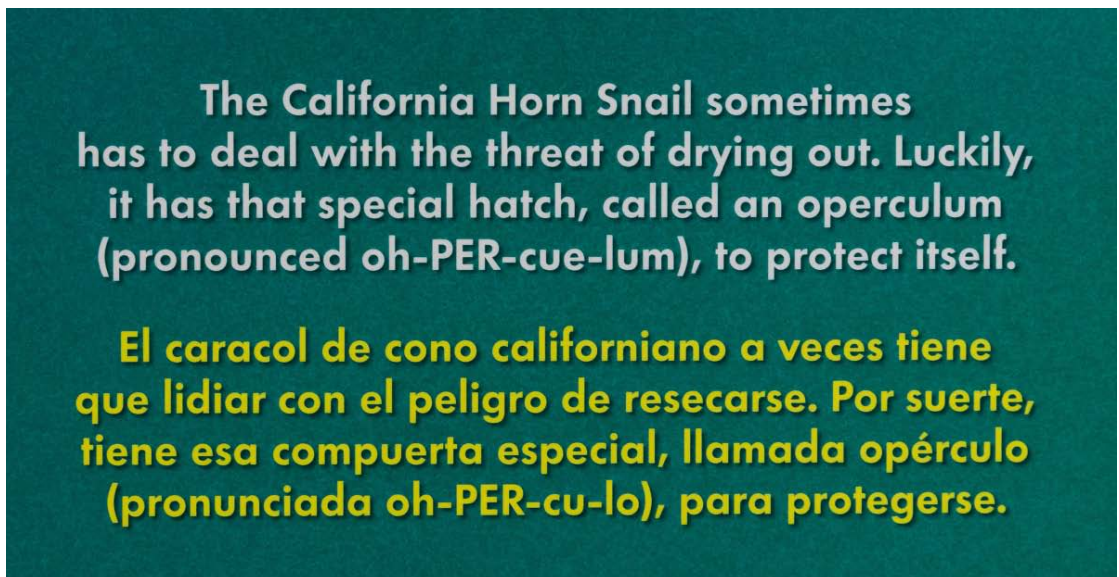 The California Horn Snail sometimes
has to deal with the threat of drying out. Luckily,
it has that special hatch, called an operculum
(pronounced oh-PER-cue-lum), to protect itself.
El caracol de cono californiano a veces tiene
que lidiar con el peligro de resecarse. Por suerte,
tiene esa compuerta especial, llamada opérculo
(pronunciada oh-PER-cu-lo), para protegerse.